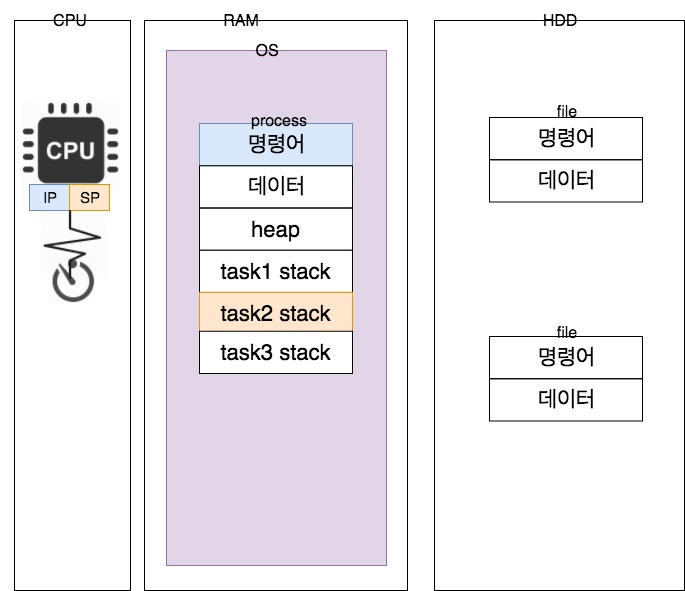 CPU
CPU
IP
SP
RAM
OS
process
명령어
데이터
heap
task1 stack
task2 stack
task3 stack
HDD
file
명령어
데이터
file
명령어
데이터